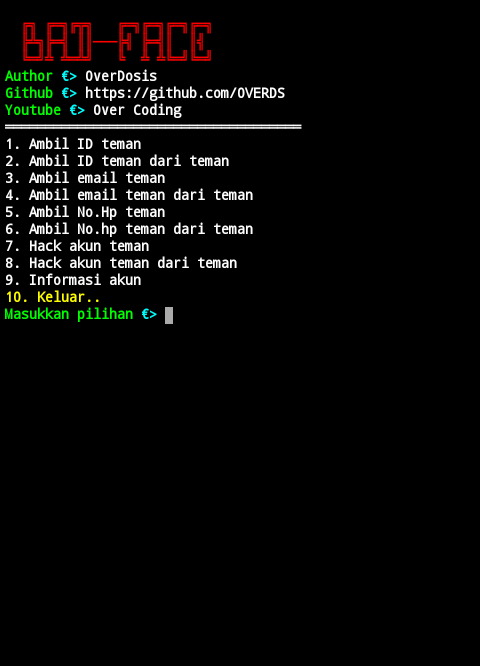 BAD-FACE
Author €> OverDosis
Github €> https://github.com/OVERDS
Youtube €> Over Coding
1. Ambil ID teman
2. Ambil ID teman dari teman
3. Ambil email teman
4. Ambil email teman dari teman
5. Ambil No.Hp teman
6. Ambil No.hp teman dari teman
7. Hack akun teman
8. Hack akun teman dari teman
9. Informasi akun
10. Keluar..
Masukkan pilihan €>